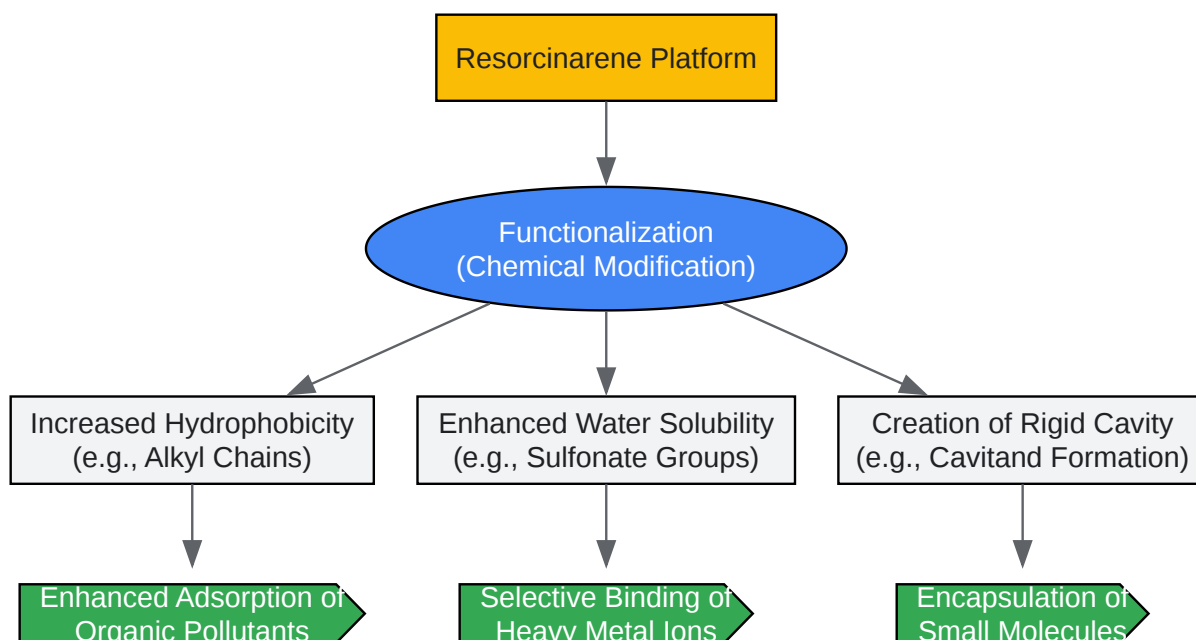 Resorcinarene Platform
Functionalization
(Chemical Modification)
Increased Hydrophobicity
(e.g., Alkyl Chains)
Enhanced Water Solubility
(e.g., Sulfonate Groups)
Creation of Rigid Cavity
(e.g., Cavitand Formation)
Enhanced Adsorption of
Organic Pollutants
Selective Binding of
Heavy Metal Ions
Encapsulation of
Small Molecules